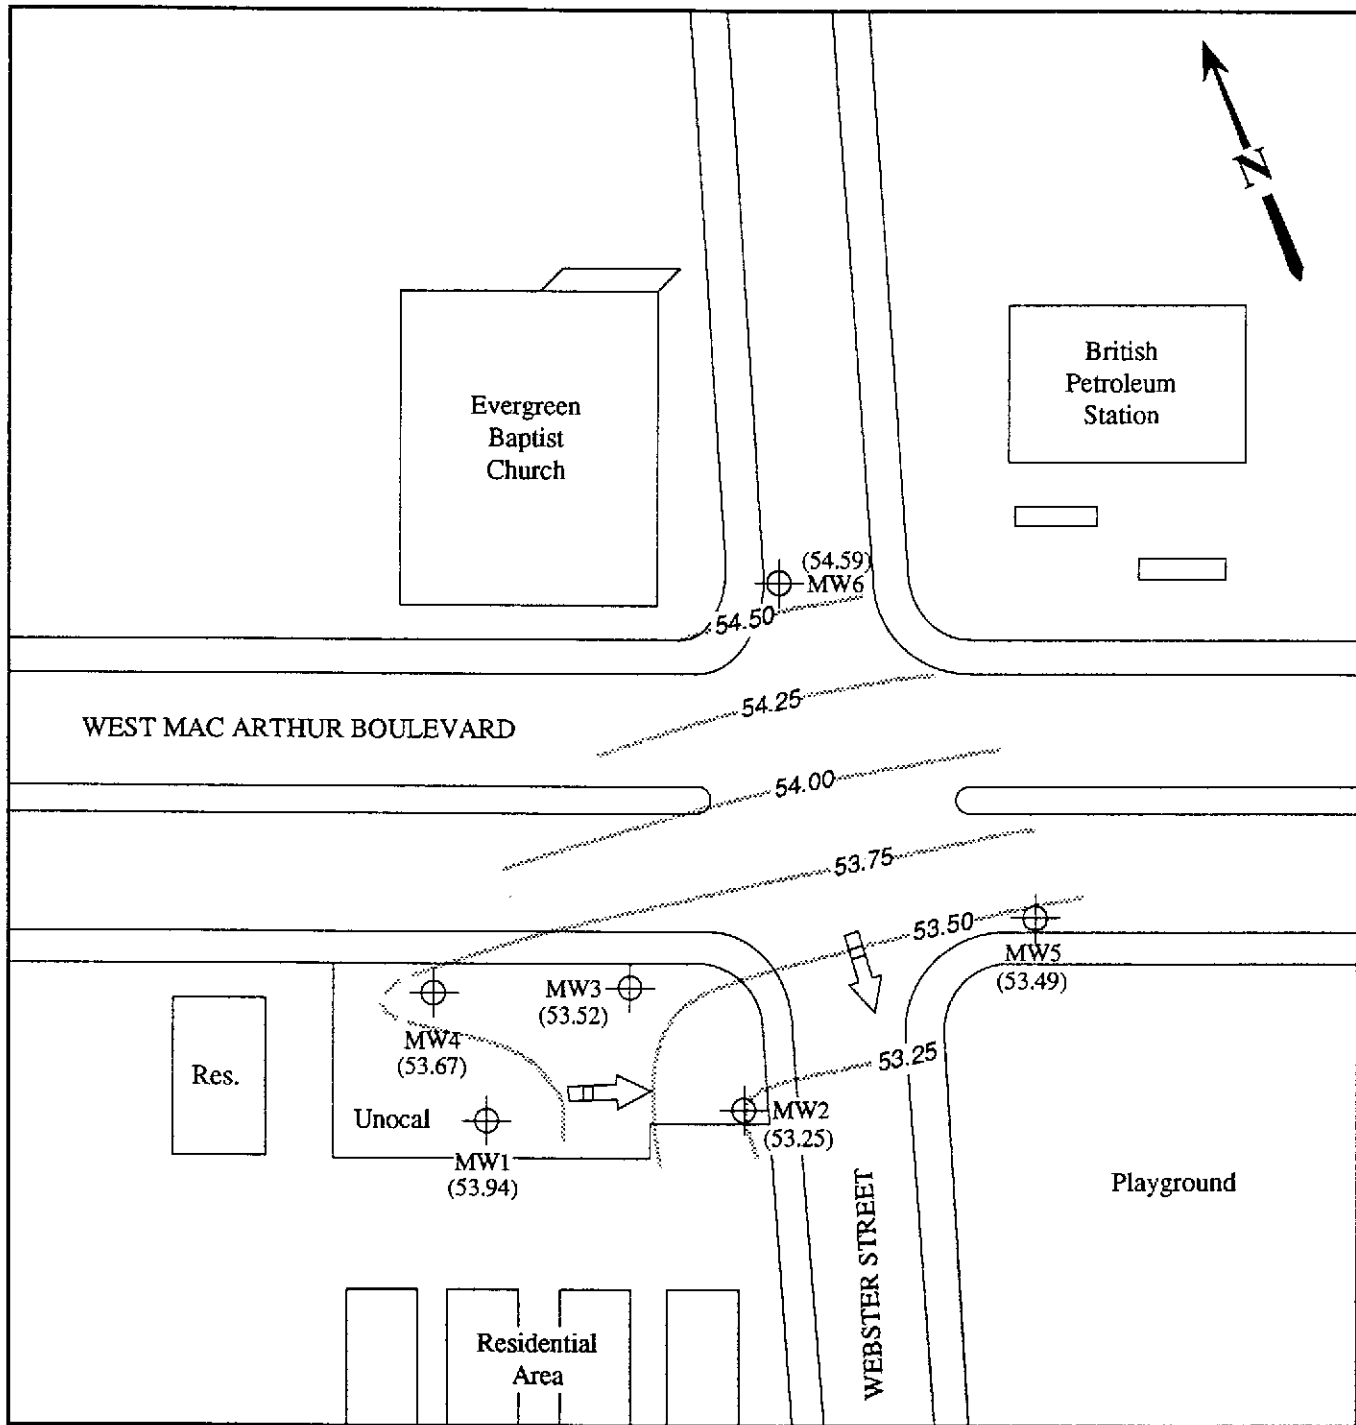 N
British
Petroleum
Station
Evergreen
Baptist
Church
(54.59)
MW6
54.50
54.25
WEST MAC ARTHUR BOULEVARD
54.00
53.75
53.50
MW5
(53.49)
MW3
(53.52)
MW4
(53.67)
53.25
Res.
Unocal
MW2
(53.25)
MW1
(53.94)
Playground
WEBSTER STREET
Residential
Area